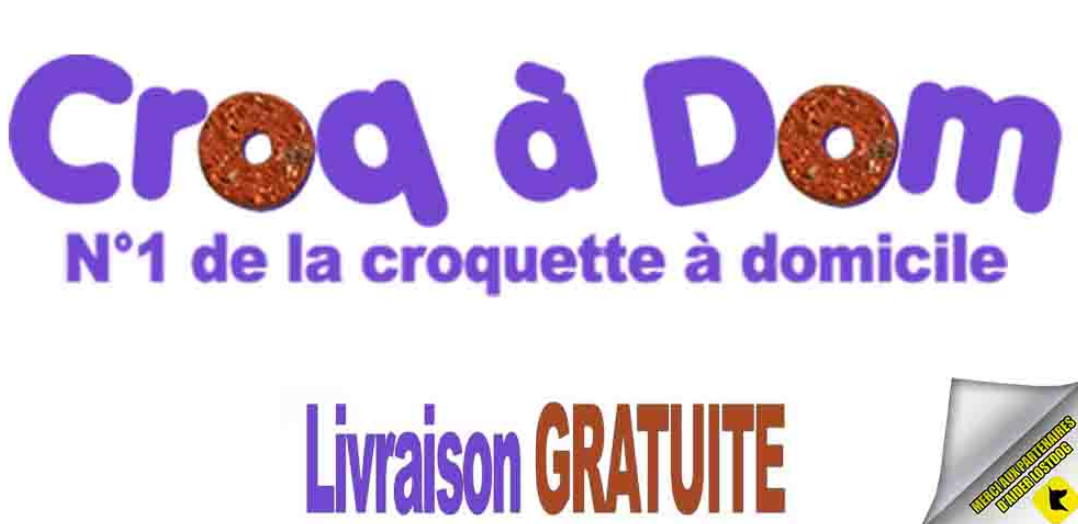 Croq à Dom
N°1 de la croquette à domicile
Livraison GRATUITE
MERCI AUX PARTENAIRES
D'AIDER LOSTDOG